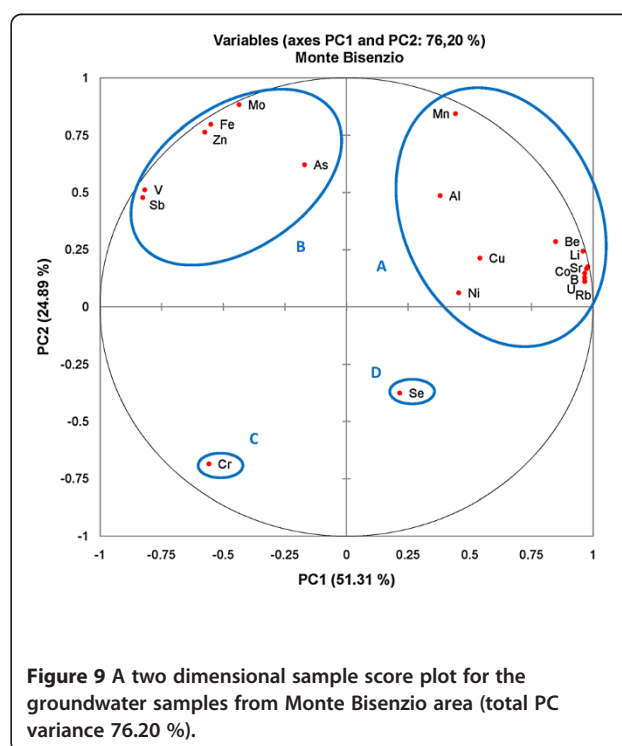 Variables (axes PC1 and PC2: 76,20 %)
Monte Bisenzio
1
Mo
Mn
Fe
0.75
Zn
As
V
Al
0.5
Sb
B
Be
0.25
A
Li
Cu
Sr
Co
B
Ni
U
Rb
0
PC2 (24.89 %)
-0.25
D
Se
-0.5
C
Cr
-0.75
-1
-1 -0.75 -0.5 -0.25 0 0.25 0.5 0.75 1
PC1 (51.31 %)
Figure 9 A two dimensional sample score plot for the
groundwater samples from Monte Bisenzio area (total PC
variance 76.20 %).